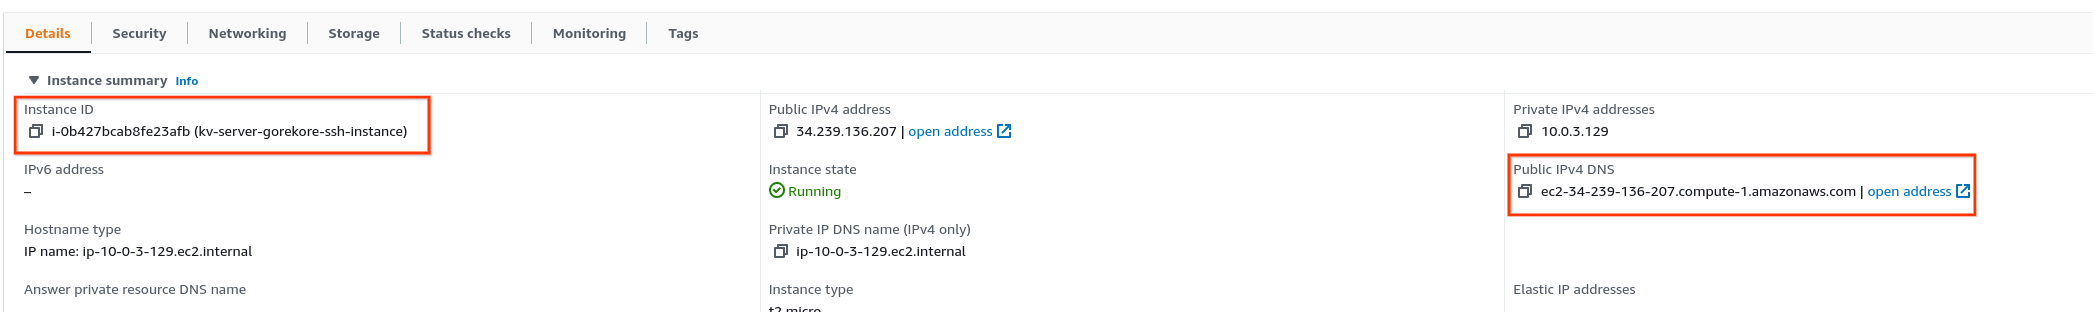 Details
Security
Networking
Storage
Status checks
Monitoring
Tags
Instance summary Info
Instance ID
i-0b427bcab8fe23afb (kv-server-gorekore-ssh-instance)
Public IPv4 address
34.239.136.207 | open address
Private IPv4 addresses
10.0.3.129
IPv6 address
–
Instance state
Running
Public IPv4 DNS
ec2-34-239-136-207.compute-1.amazonaws.com | open address
Hostname type
IP name: ip-10-0-3-129.ec2.internal
Private IP DNS name (IPv4 only)
ip-10-0-3-129.ec2.internal
Answer private resource DNS name
Instance type
t2.micro
Elastic IP addresses